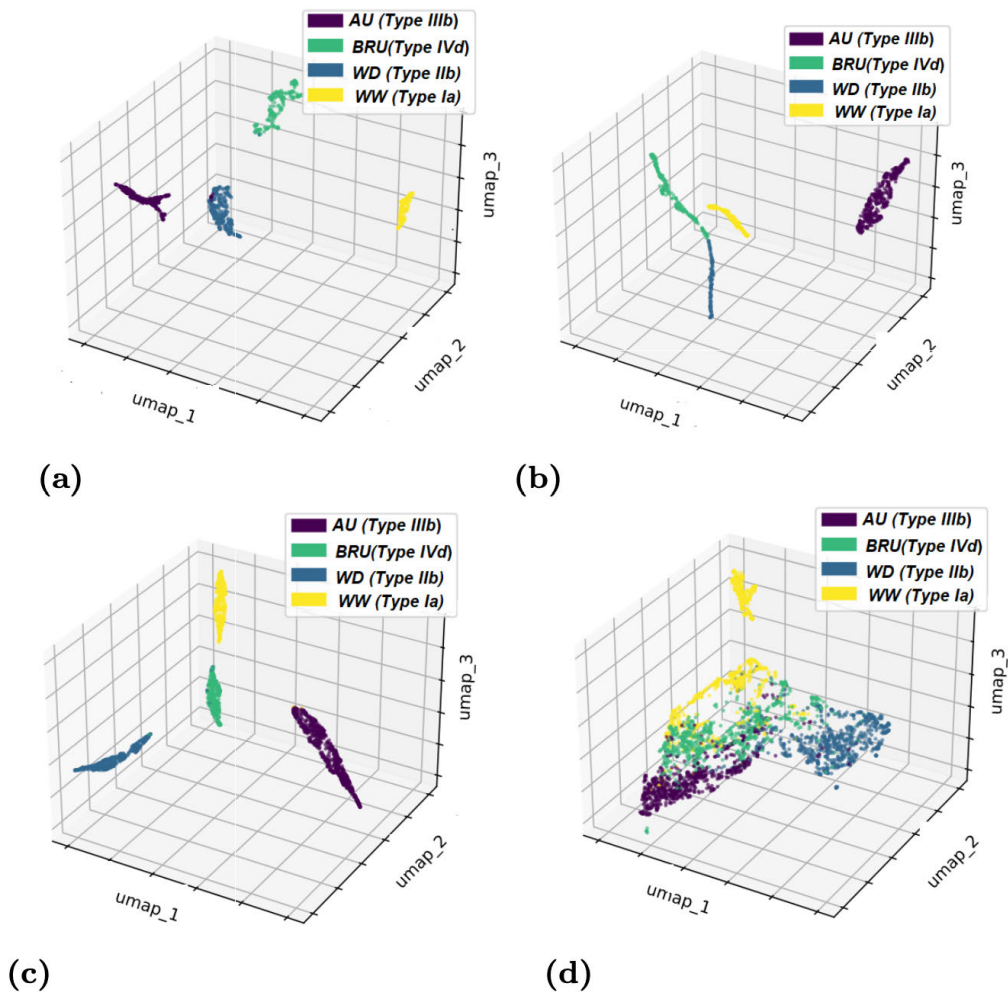 AU (Type IIIb)
BRU(Type IVd)
WD (Type IIb)
WW (Type Ia)
umap_1
umap_2
umap_3
(a)
AU (Type IIIb)
BRU(Type IVd)
WD (Type IIb)
WW (Type Ia)
umap_1
umap_2
umap_3
(b)
AU (Type IIIb)
BRU(Type IVd)
WD (Type IIb)
WW (Type Ia)
umap_1
umap_2
umap_3
(c)
AU (Type IIIb)
BRU(Type IVd)
WD (Type IIb)
WW (Type Ia)
umap_1
umap_2
umap_3
(d)